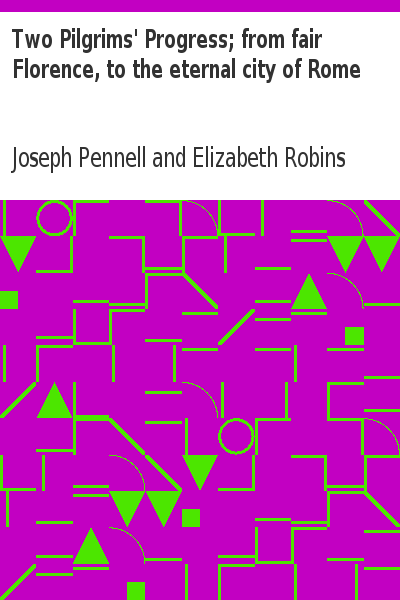 Two Pilgrims' Progress; from fair
Florence, to the eternal city of Rome
Joseph Pennell and Elizabeth Robins